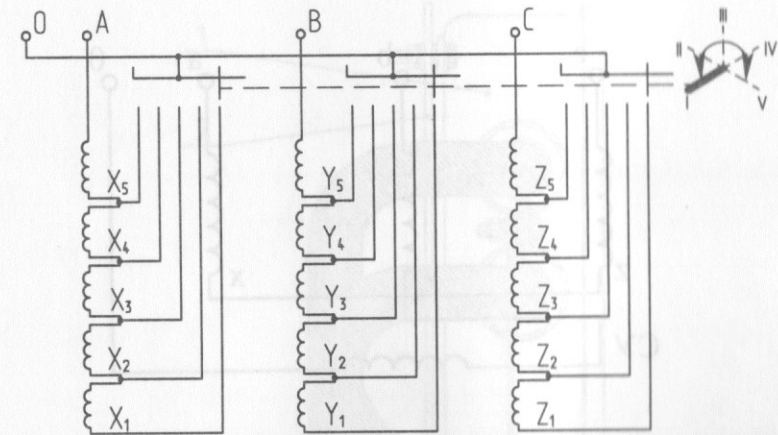 O A B C
I II III IV V
X₅ Y₅ Z₅
X₄ Y₄ Z₄
X₃ Y₃ Z₃
X₂ Y₂ Z₂
X₁ Y₁ Z₁